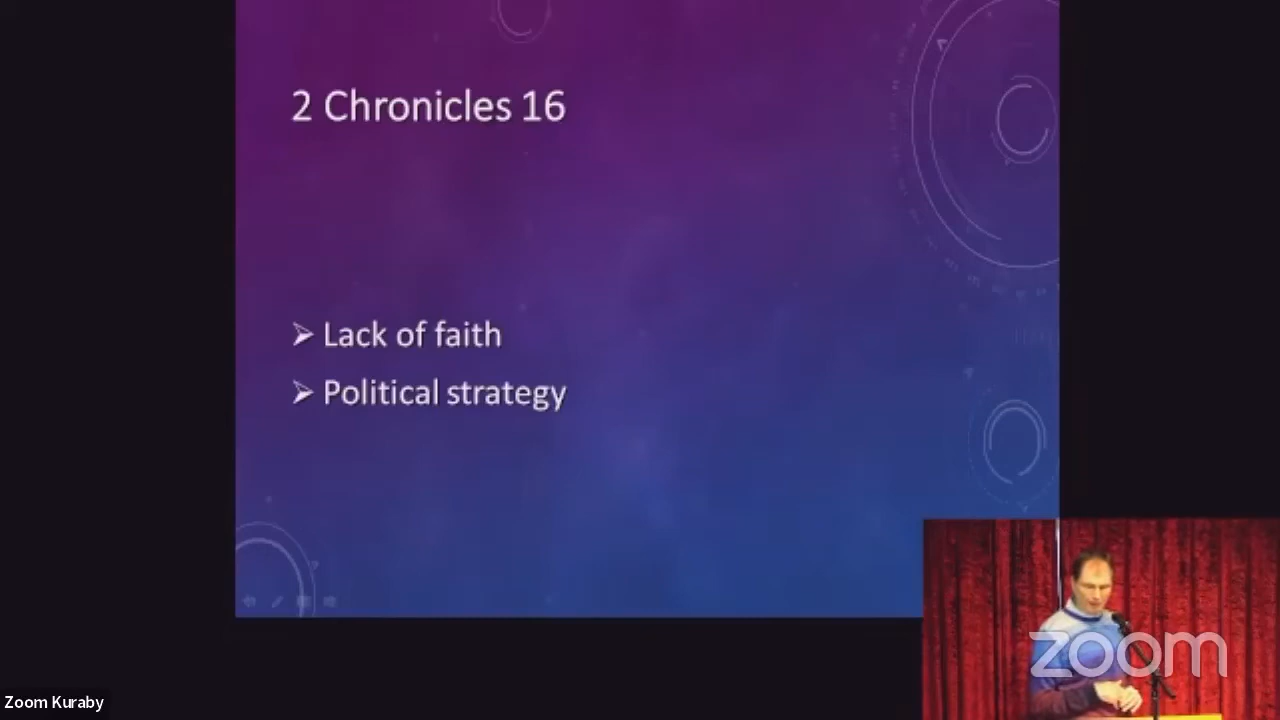 2 Chronicles 16
➢ Lack of faith
➢ Political strategy
zoom
Zoom Kuraby